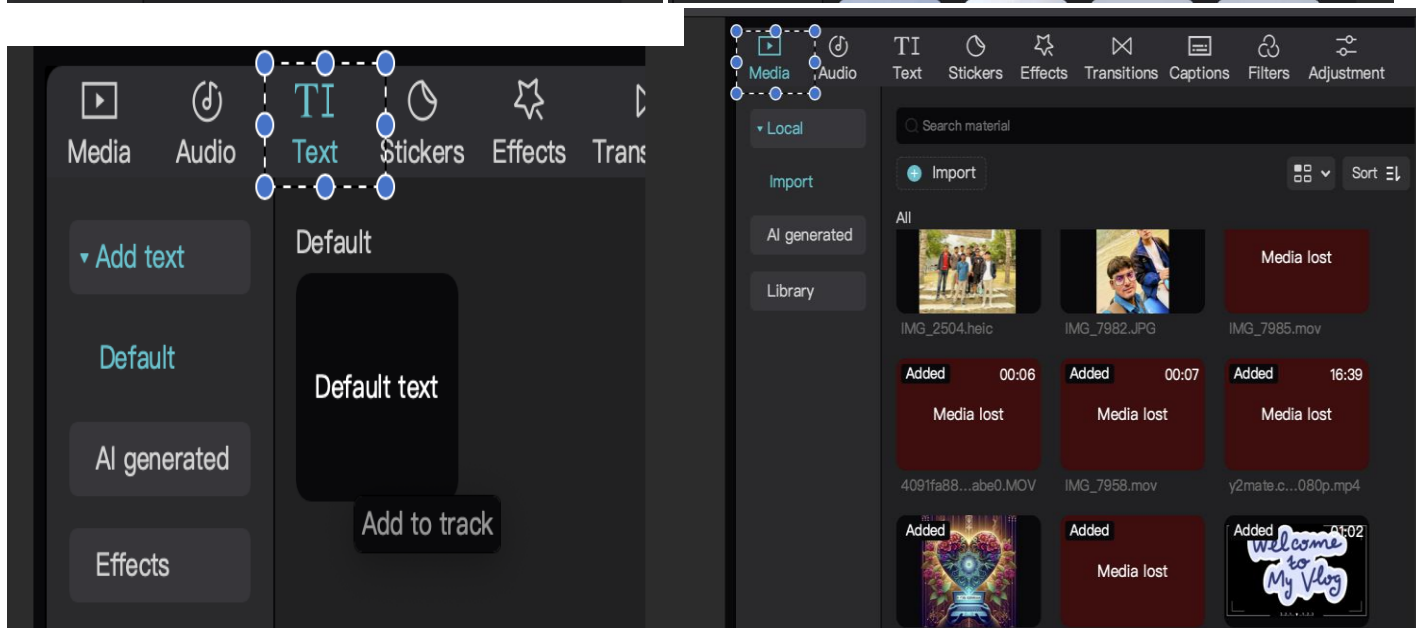 Media Audio Text Stickers Effects Trans
Add text
Default
AI generated
Effects
Default
Default text
Add to track
Media Audio Text Stickers Effects Transitions Captions Filters Adjustment
Local
Import
AI generated
Library
Search material
Import
Sort
All
Media lost
IMG_2504.heic IMG_7982.JPG IMG_7985.mov
Added 00:06 Added 00:07 Added 16:39
Media lost Media lost Media lost
4091fa88...abe0.MOV IMG_7958.mov y2mate.c...080p.mp4
Added Added Added 01:02
Media lost
Welcome
to
My Vlog